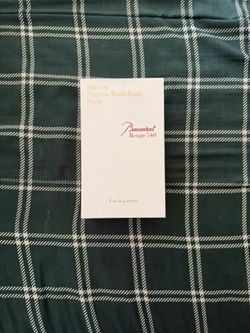 Maison
Francis Kurkdjian
Paris
Baccarat
Rouge 540
Eau de parfum